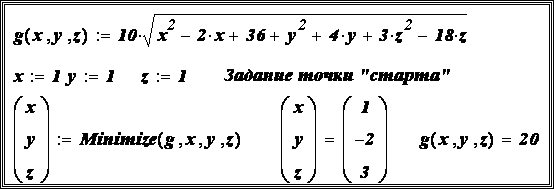 g(x,y,z) := 10·√(x² − 2·x + 36 + y² + 4·y + 3·z² − 18·z)
x := 1 y := 1 z := 1 Задание точки "старта"
(x y z) := Minimize(g,x,y,z) (x y z) = (1 −2 3) g(x,y,z) = 20